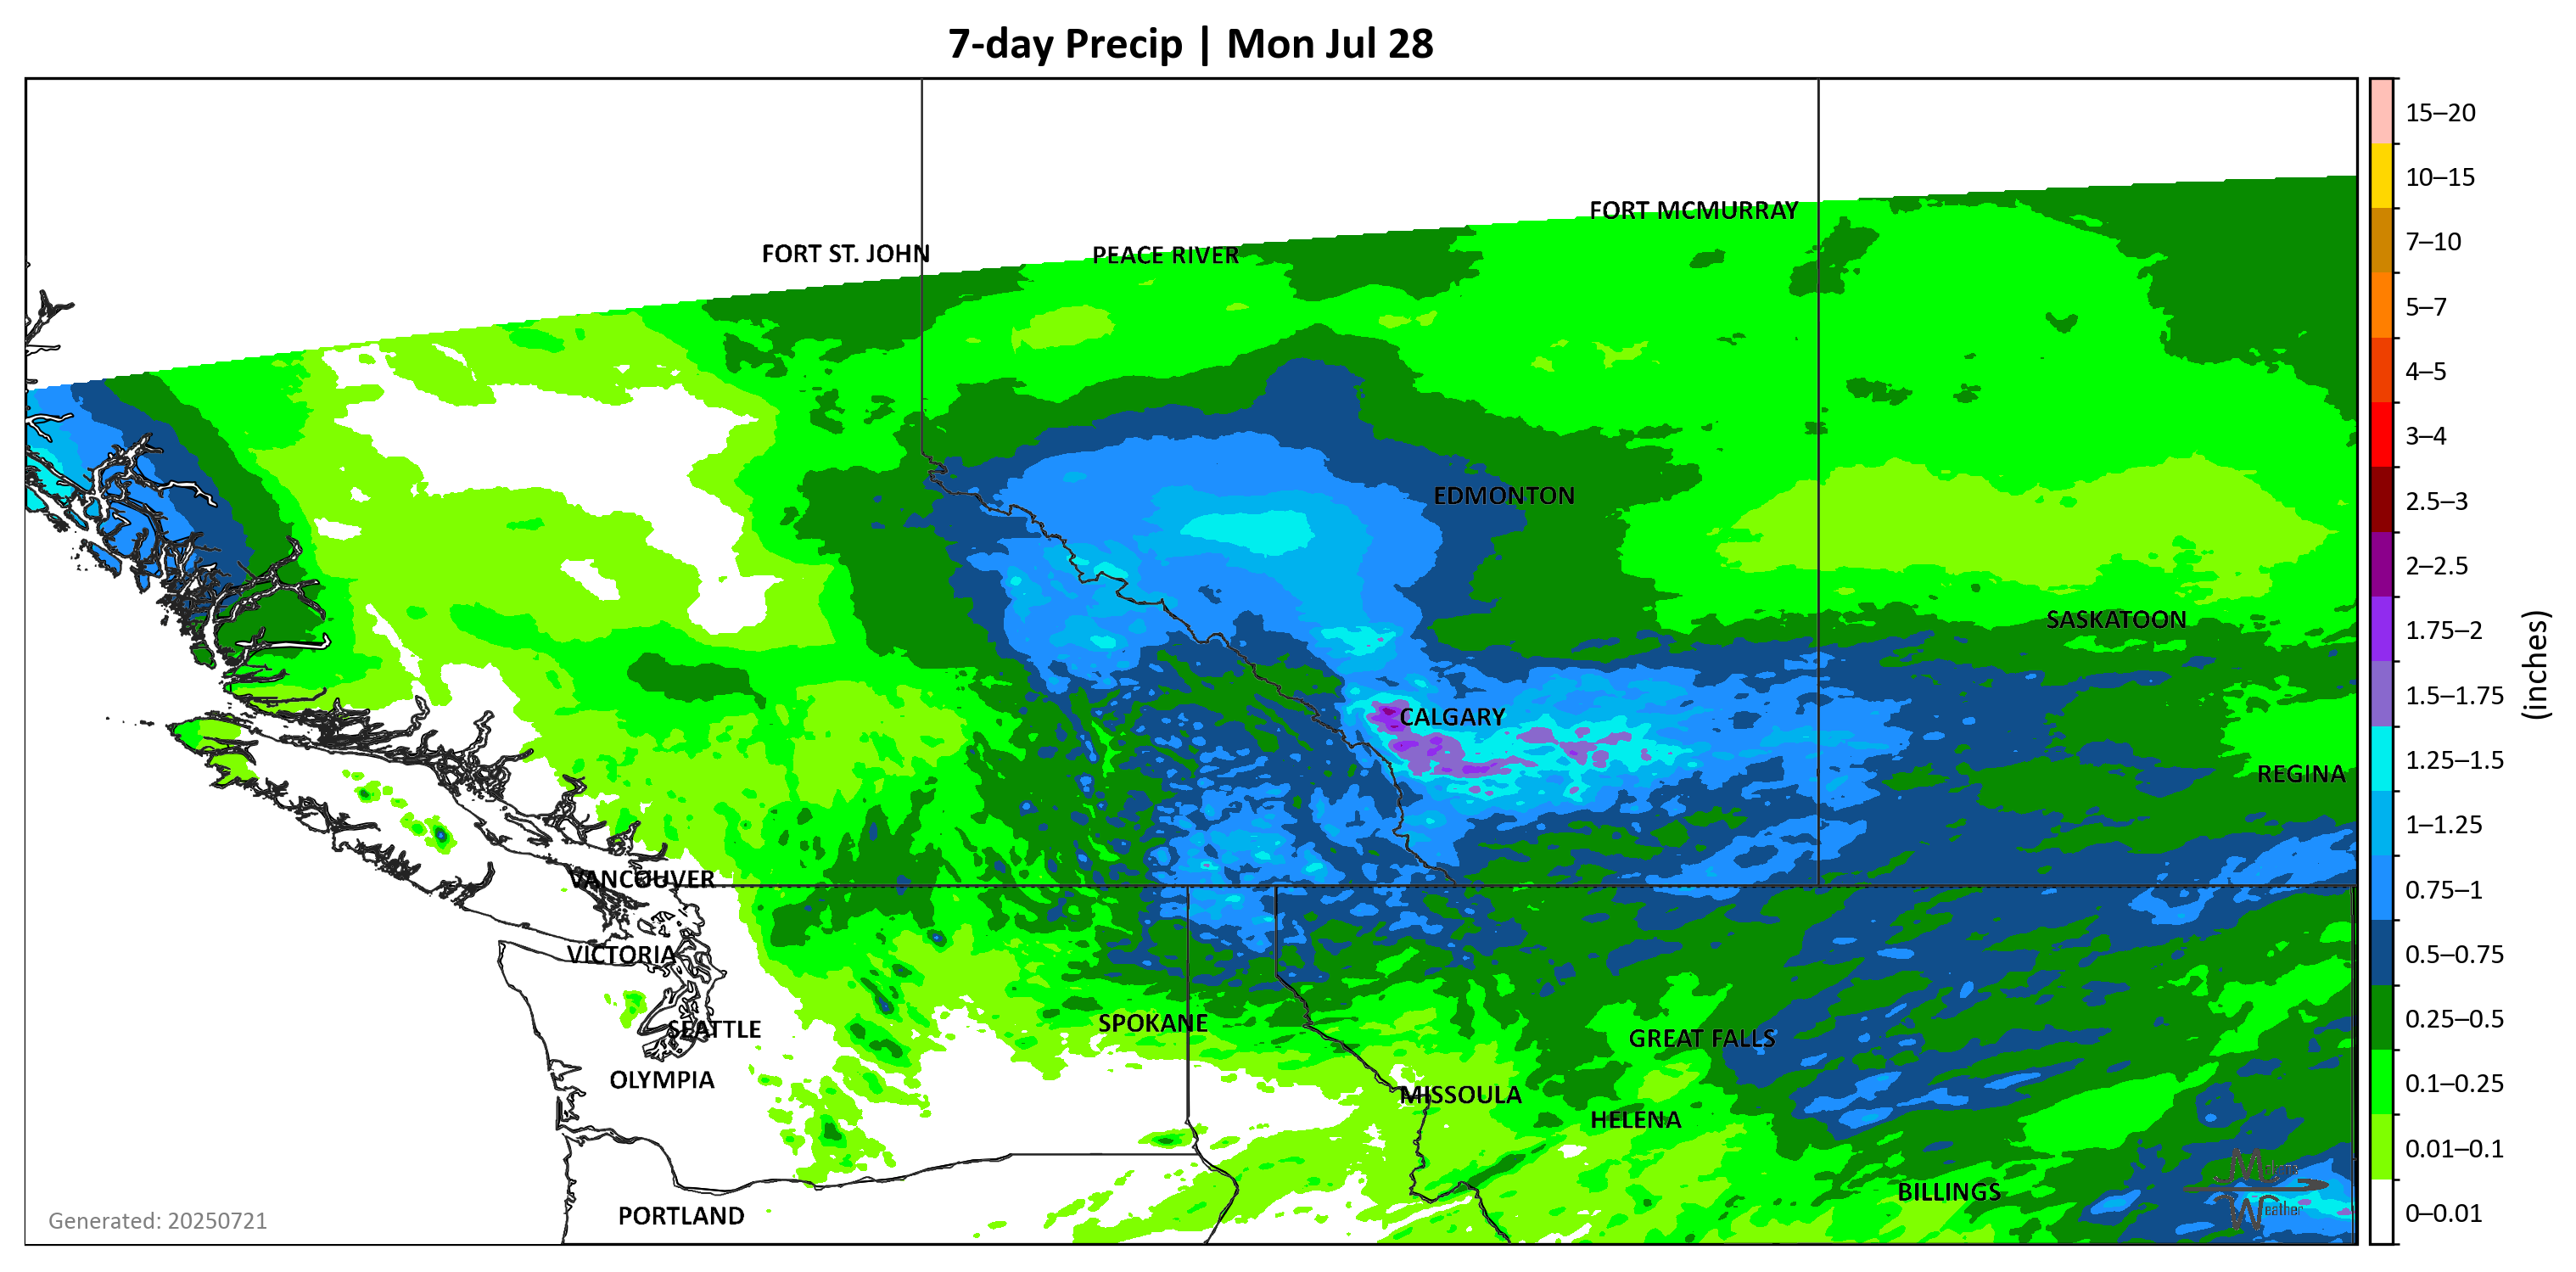 7-day Precip | Mon Jul 28
15–20
10–15
7–10
5–7
4–5
3–4
2.5–3
2–2.5
1.75–2
1.5–1.75
1.25–1.5
1–1.25
0.75–1
0.5–0.75
0.25–0.5
0.1–0.25
0.01–0.1
0–0.01
(inches)
FORT MCMURRAY
FORT ST. JOHN
PEACE RIVER
EDMONTON
SASKATOON
CALGARY
REGINA
VANCOUVER
VICTORIA
SPOKANE
SEATTLE
GREAT FALLS
OLYMPIA
MISSOULA
HELENA
BILLINGS
PORTLAND
Weather
Generated: 20250721